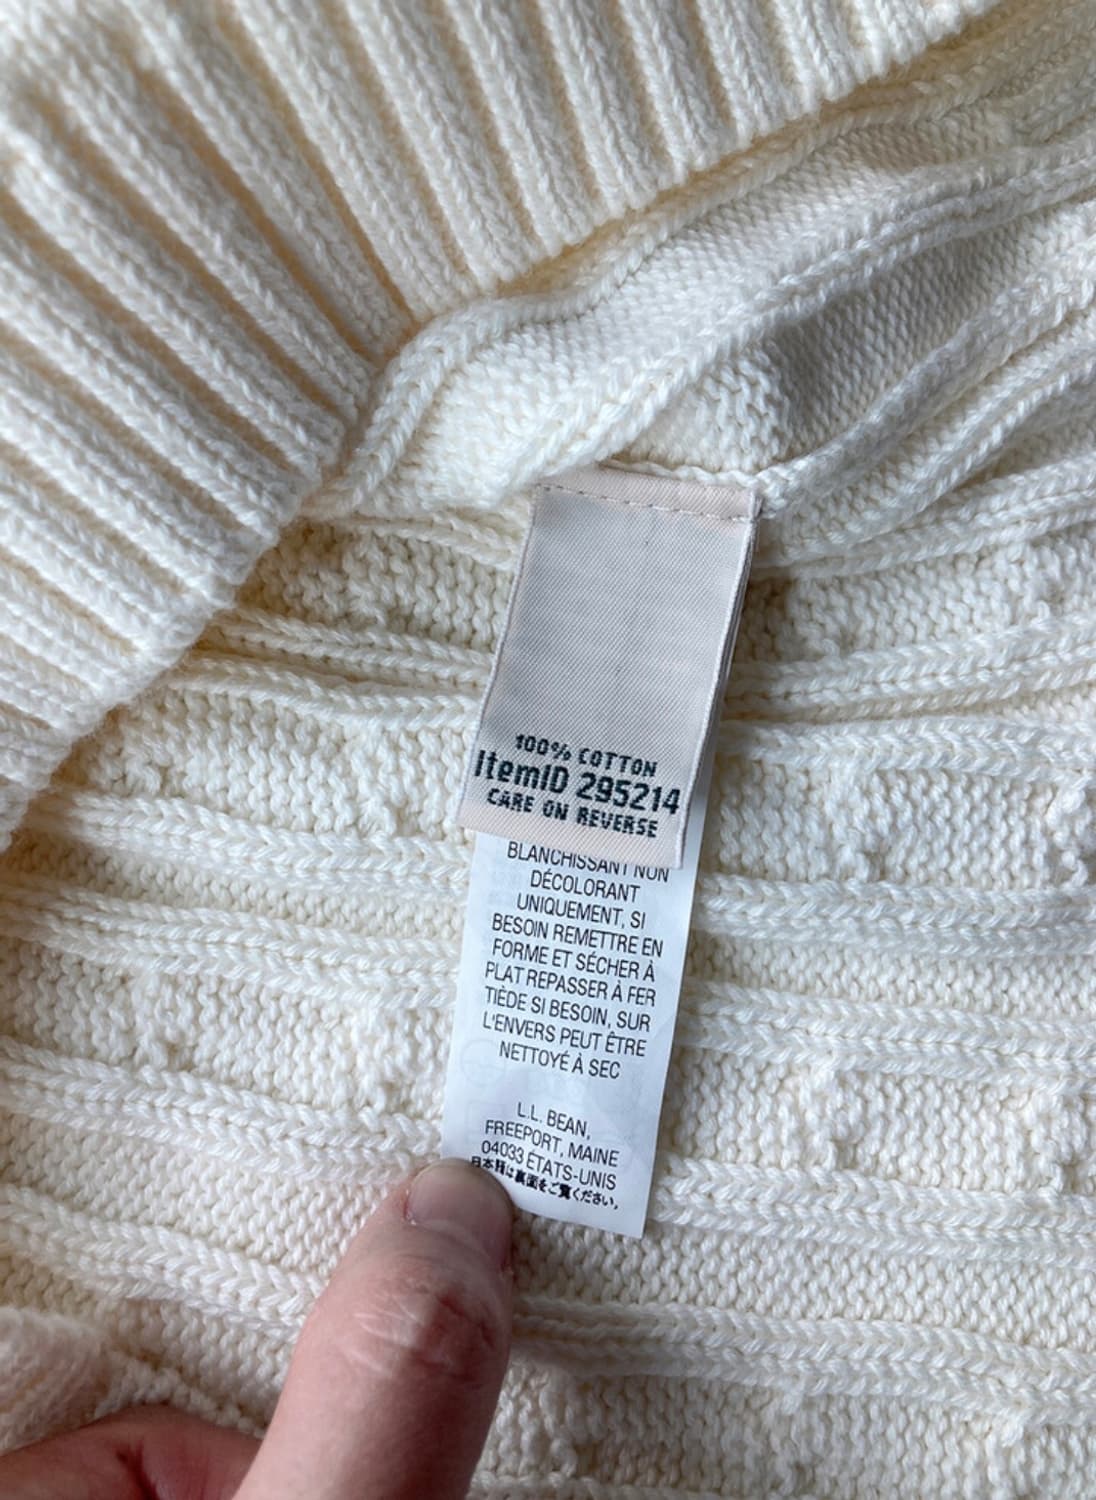 100% COTTON
ItemID 295214
CARE ON REVERSE
BLANCHISSANT NON
DÉCOLORANT
UNIQUEMENT, SI
BESOIN REMETTRE EN
FORME ET SÉCHER À
PLAT REPASSER À FER
TIÈDE SI BESOIN, SUR
L'ENVERS PEUT ÊTRE
NETTOYÉ À SEC
L.L. BEAN,
FREEPORT, MAINE
04033 ÉTATS-UNIS
日本語は裏面をご覧ください。